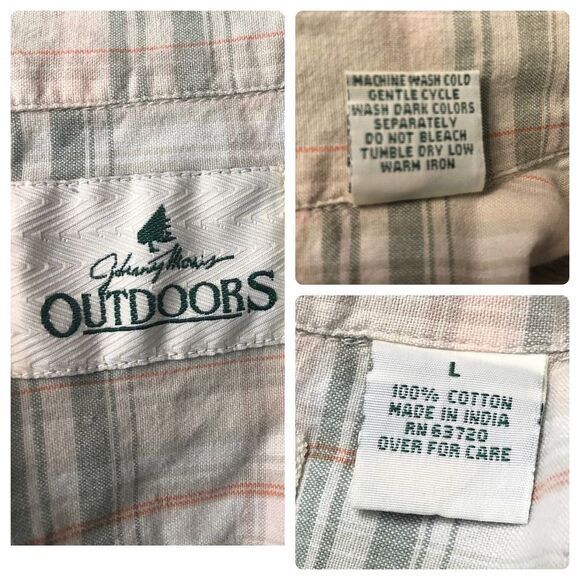 Johnny Morris
OUTDOORS
MACHINE WASH COLD
GENTLE CYCLE
WASH DARK COLORS
SEPARATELY
DO NOT BLEACH
TUMBLE DRY LOW
WARM IRON
L
100% COTTON
MADE IN INDIA
RN 63720
OVER FOR CARE